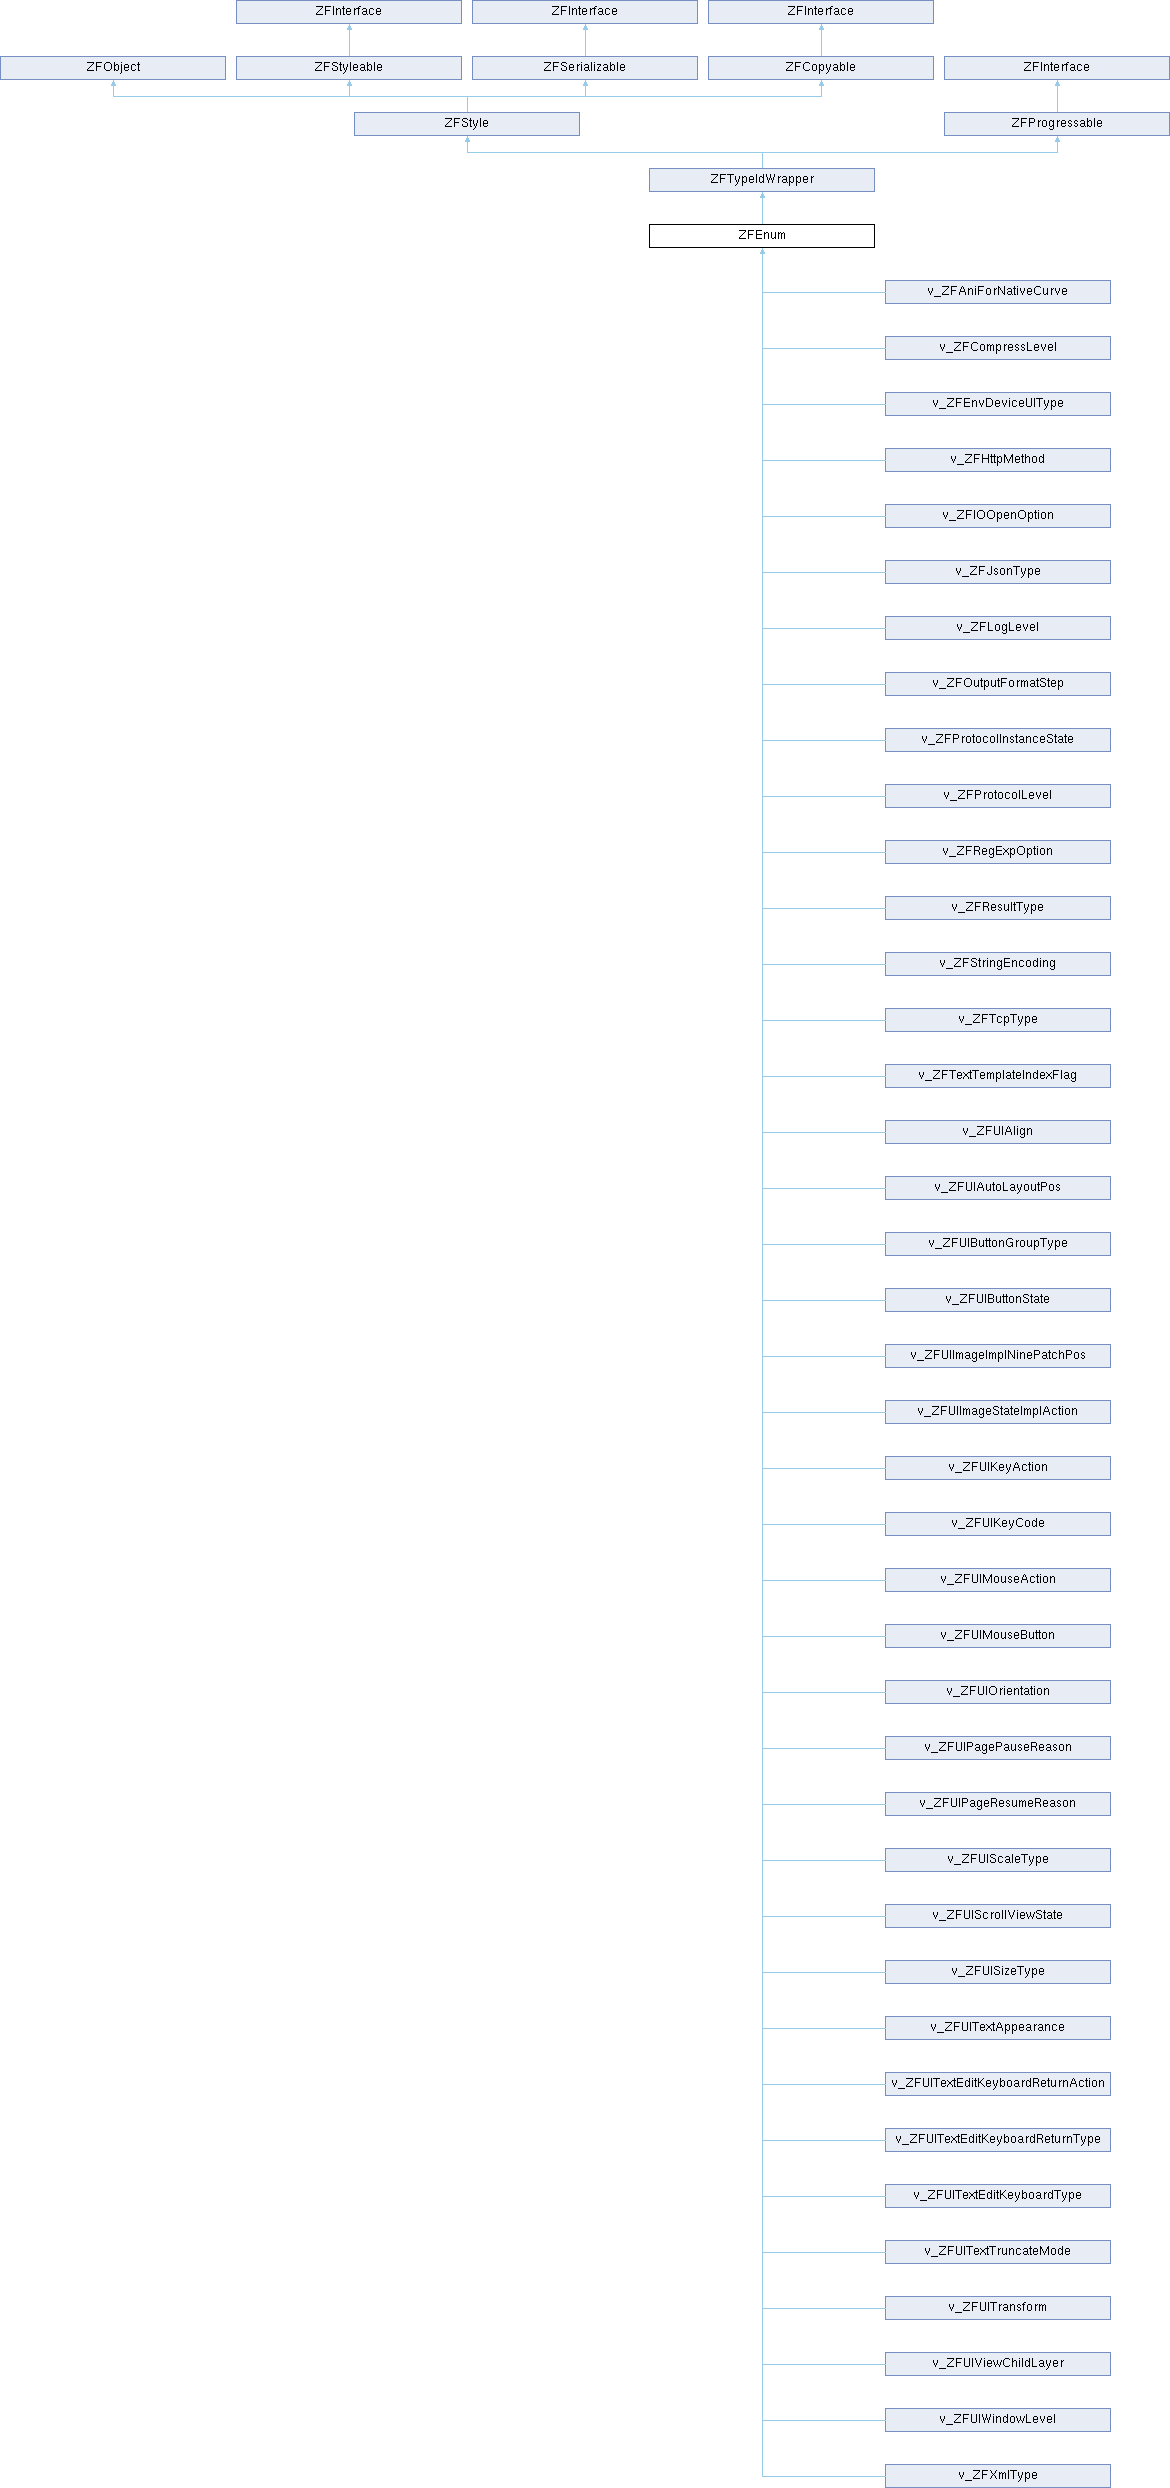 ZFInterface
ZFInterface
ZFInterface
ZFObject
ZFStyleable
ZFSerializable
ZFCopyable
ZFInterface
ZFStyle
ZFProgressable
ZFTypeIdWrapper
ZFEnum
v_ZFAniForNativeCurve
v_ZFCompressLevel
v_ZFEnvDeviceUIType
v_ZFHttpMethod
v_ZFIOOpenOption
v_ZFJsonType
v_ZFLogLevel
v_ZFOutputFormatStep
v_ZFProtocolInstanceState
v_ZFProtocolLevel
v_ZFRegExpOption
v_ZFResultType
v_ZFStringEncoding
v_ZFTcpType
v_ZFTextTemplateIndexFlag
v_ZFUIAlign
v_ZFUIAutoLayoutPos
v_ZFUIButtonGroupType
v_ZFUIButtonState
v_ZFUIImageImplNinePatchPos
v_ZFUIImageStateImplAction
v_ZFUIKeyAction
v_ZFUIKeyCode
v_ZFUIMouseAction
v_ZFUIMouseButton
v_ZFUIOrientation
v_ZFUIPagePauseReason
v_ZFUIPageResumeReason
v_ZFUIScaleType
v_ZFUIScrollViewState
v_ZFUISizeType
v_ZFUITextAppearance
v_ZFUITextEditKeyboardReturnAction
v_ZFUITextEditKeyboardReturnType
v_ZFUITextEditKeyboardType
v_ZFUITextTruncateMode
v_ZFUITransform
v_ZFUIViewChildLayer
v_ZFUIWindowLevel
v_ZFXmlType